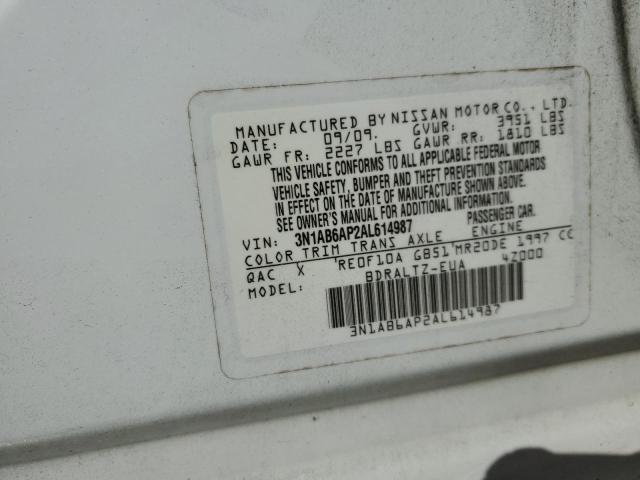 MANUFACTURED BY NISSAN MOTOR CO., LTD.
DATE: 09/09. GVWR: 3951 LBS
GAWR FR: 2227 LBS GAWR RR: 1810 LBS
THIS VEHICLE CONFORMS TO ALL APPLICABLE FEDERAL MOTOR
VEHICLE SAFETY, BUMPER AND THEFT PREVENTION STANDARDS
IN EFFECT ON THE DATE OF MANUFACTURE SHOWN ABOVE.
SEE OWNER'S MANUAL FOR ADDITIONAL INFORMATION.
VIN: 3N1AB6AP2AL614987 PASSENGER CAR.
COLOR TRIM TRANS AXLE ENGINE
QAC X RE0F10A GB51 MR20DE 1997 CC
MODEL: BDRALTZ-EUA 4Z000
3N1AB6AP2AL614987